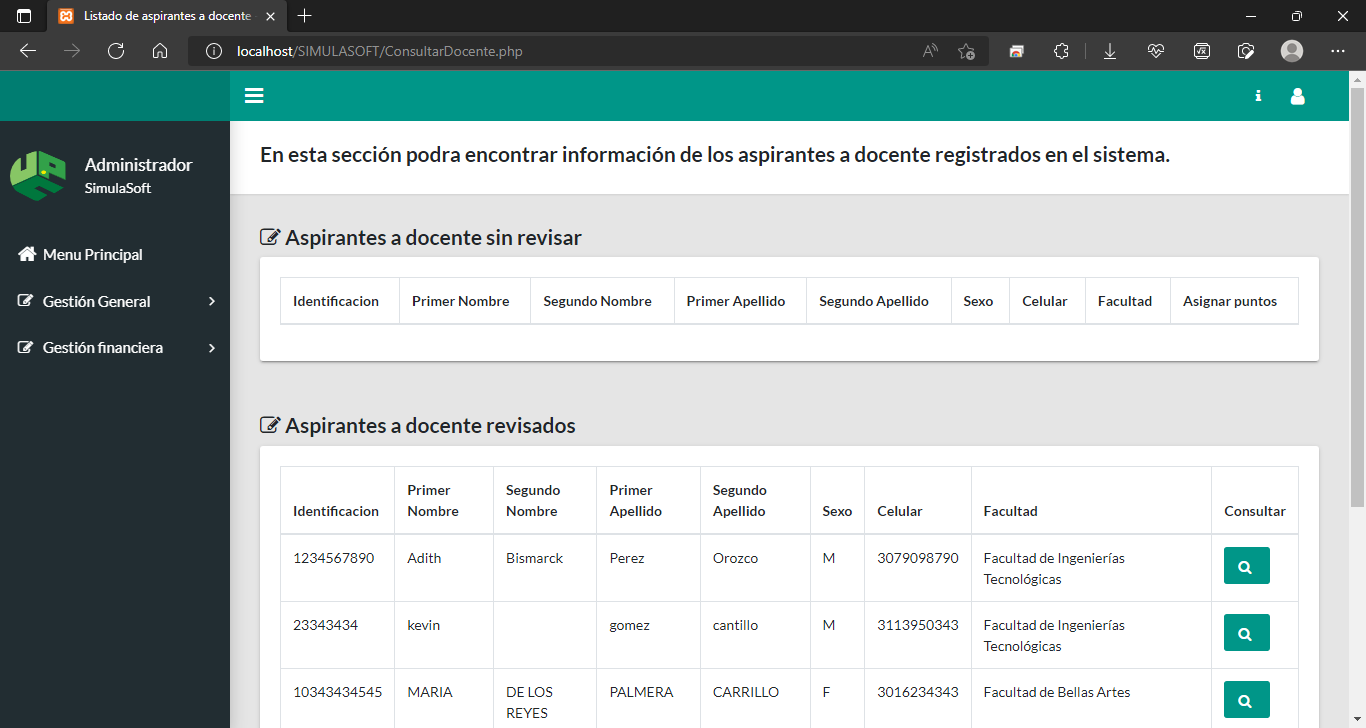 Listado de aspirantes a docente
localhost/SIMULASOFT/ConsultarDocente.php
Administrador
SimulaSoft
Menu Principal
Gestión General
Gestión financiera
En esta sección podra encontrar información de los aspirantes a docente registrados en el sistema.
Aspirantes a docente sin revisar
Identificacion Primer Nombre Segundo Nombre Primer Apellido Segundo Apellido Sexo Celular Facultad Asignar puntos
Aspirantes a docente revisados
Primer Segundo Primer Segundo
Identificacion Nombre Nombre Apellido Apellido Sexo Celular Facultad Consultar
1234567890 Adith Bismarck Perez Orozco M 3079098790 Facultad de Ingenierías
Tecnológicas
23343434 kevin gomez cantillo M 3113950343 Facultad de Ingenierías
Tecnológicas
10343434545 MARIA DE LOS PALMERA CARRILLO F 3016234343 Facultad de Bellas Artes
REYES